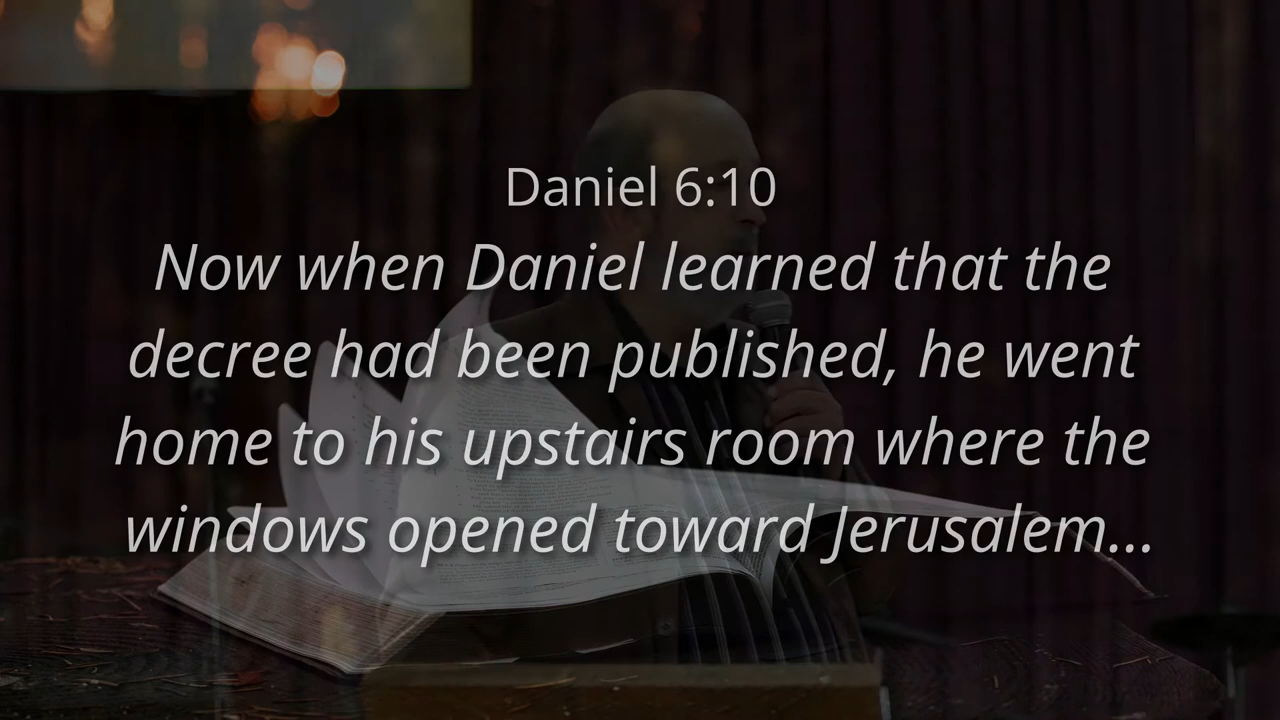 Daniel 6:10
Now when Daniel learned that the
decree had been published, he went
home to his upstairs room where the
windows opened toward Jerusalem...